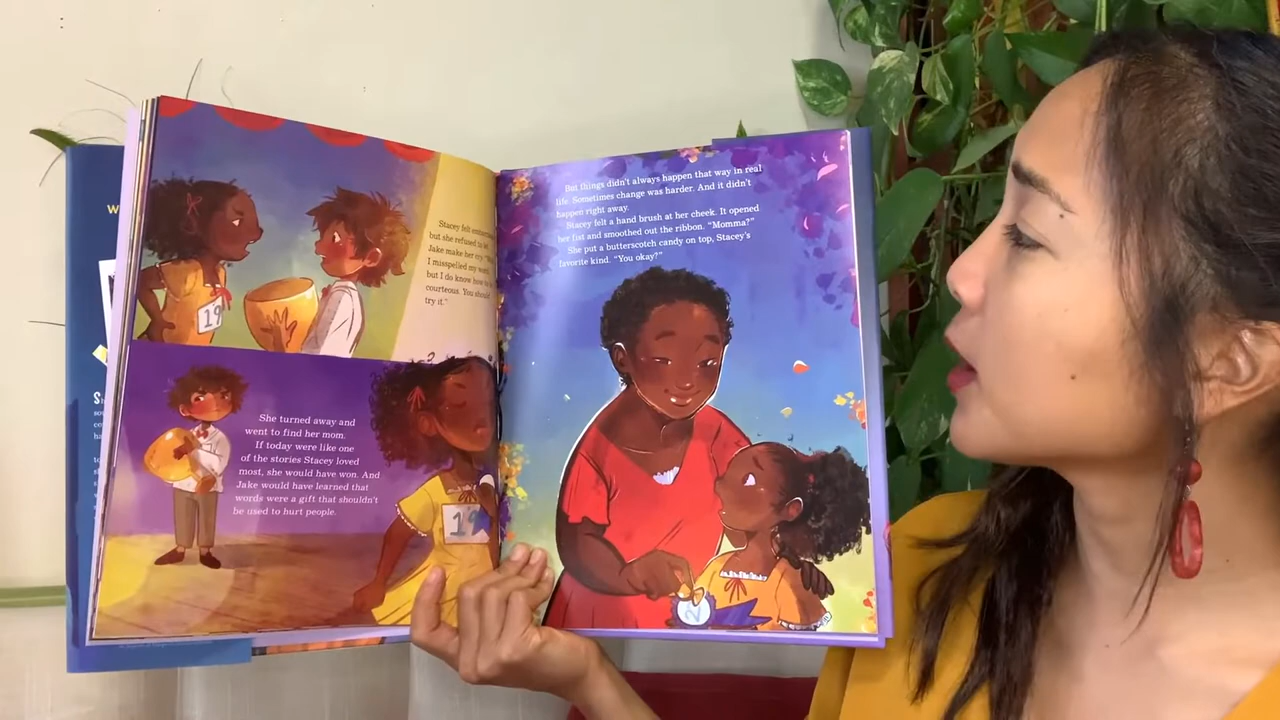 W
S
Stacey felt
but she refused to
Jake make her cry.
I misspelled my
but I do know how to
courteous. You should
try it."
19
She turned away and
went to find her mom.
If today were like one
of the stories Stacey loved
most, she would have won. And
Jake would have learned that
words were a gift that shouldn't
be used to hurt people.
19
But things didn't always happen that way in real
life. Sometimes change was harder. And it didn't
happen right away.
Stacey felt a hand brush at her cheek. It opened
her fist and smoothed out the ribbon. "Momma?"
She put a butterscotch candy on top, Stacey's
favorite kind. "You okay?"
2